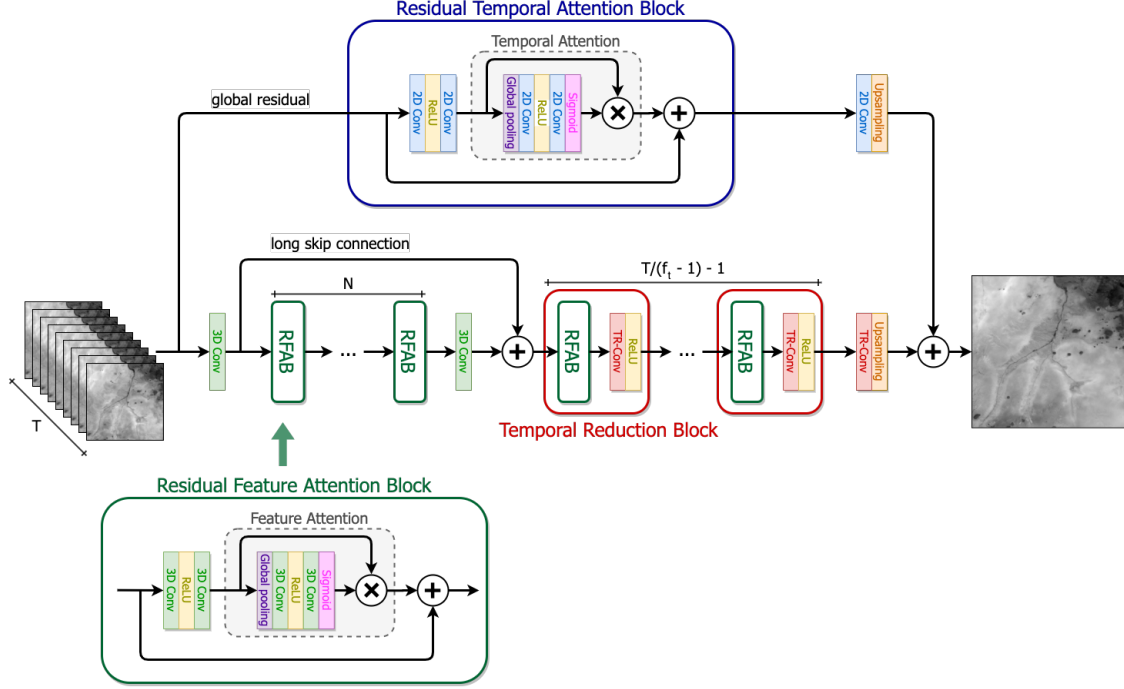 Residual Temporal Attention Block
Temporal Attention
global residual
2D Conv
ReLU
2D Conv
Global pooling
2D Conv
ReLU
2D Conv
Sigmoid
×
+
2D Conv
Upsampling
long skip connection
N
T/(fₜ - 1) - 1
T
3D Conv
RFAB
...
RFAB
3D Conv
+
RFAB
TR-Conv
ReLU
...
RFAB
TR-Conv
ReLU
TR-Conv
Upsampling
+
Temporal Reduction Block
Residual Feature Attention Block
Feature Attention
3D Conv
ReLU
3D Conv
Global pooling
3D Conv
ReLU
3D Conv
Sigmoid
×
+